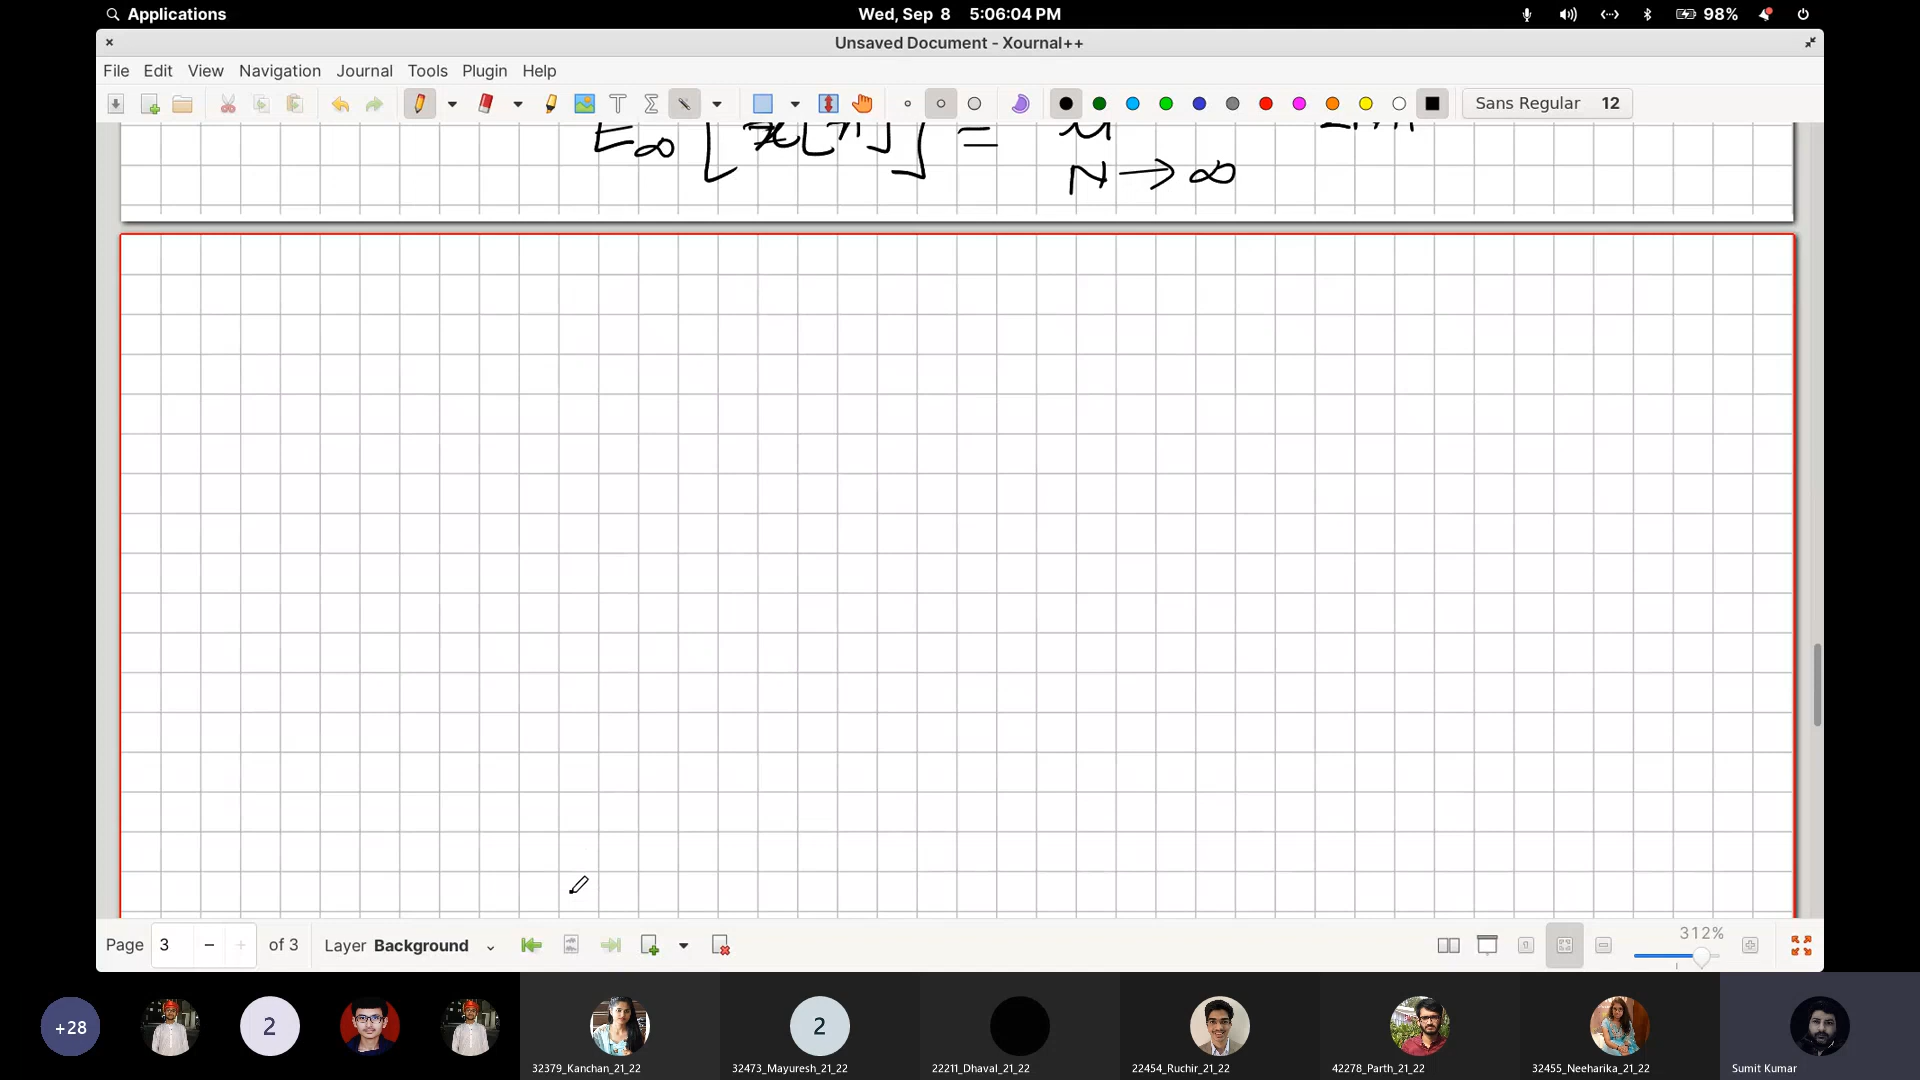 Applications
Wed, Sep 8 5:06:04 PM
98%
Unsaved Document - Xournal++
File Edit View Navigation Journal Tools Plugin Help
Sans Regular 12
E∞ [x[n]] =
N → ∞
Page 3 of 3 Layer Background
312%
+28
2
2
32379_Kanchan_21_22
32473_Mayuresh_21_22
22211_Dhaval_21_22
22454_Ruchir_21_22
42278_Parth_21_22
32455_Neeharika_21_22
Sumit Kumar